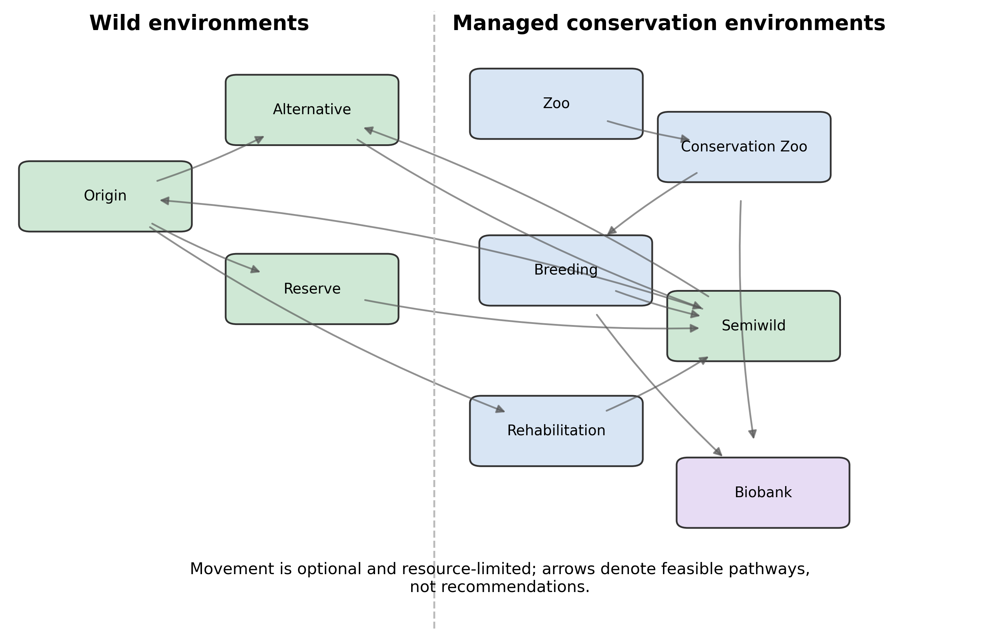 Wild environments
Managed conservation environments
Alternative
Zoo
Conservation Zoo
Origin
Breeding
Reserve
Semiwild
Rehabilitation
Biobank
Movement is optional and resource-limited; arrows denote feasible pathways,
not recommendations.